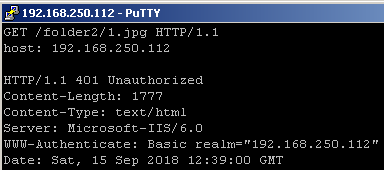 192.168.250.112 - PuTTY
GET /folder2/1.jpg HTTP/1.1
host: 192.168.250.112
HTTP/1.1 401 Unauthorized
Content-Length: 1777
Content-Type: text/html
Server: Microsoft-IIS/6.0
WWW-Authenticate: Basic realm="192.168.250.112"
Date: Sat, 15 Sep 2018 12:39:00 GMT